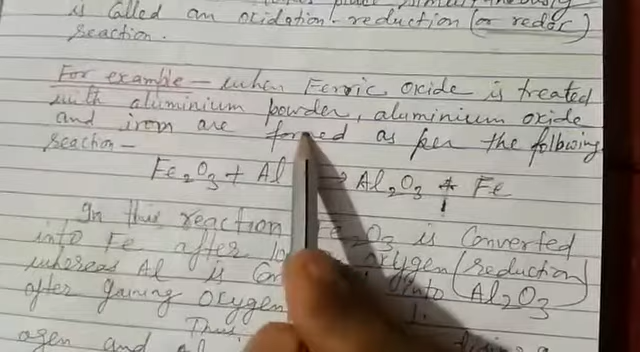 is called an oxidation-reduction (or redox)
reaction.
For example - when Ferric oxide is treated
with aluminium powder, aluminium oxide
and iron are formed as per the following
reaction -
Fe2O3 + Al → Al2O3 + Fe
In this reaction Fe2O3 is converted
into Fe after oxygen (reduction)
whereas Al is into Al2O3
after gaining oxygen
Thus